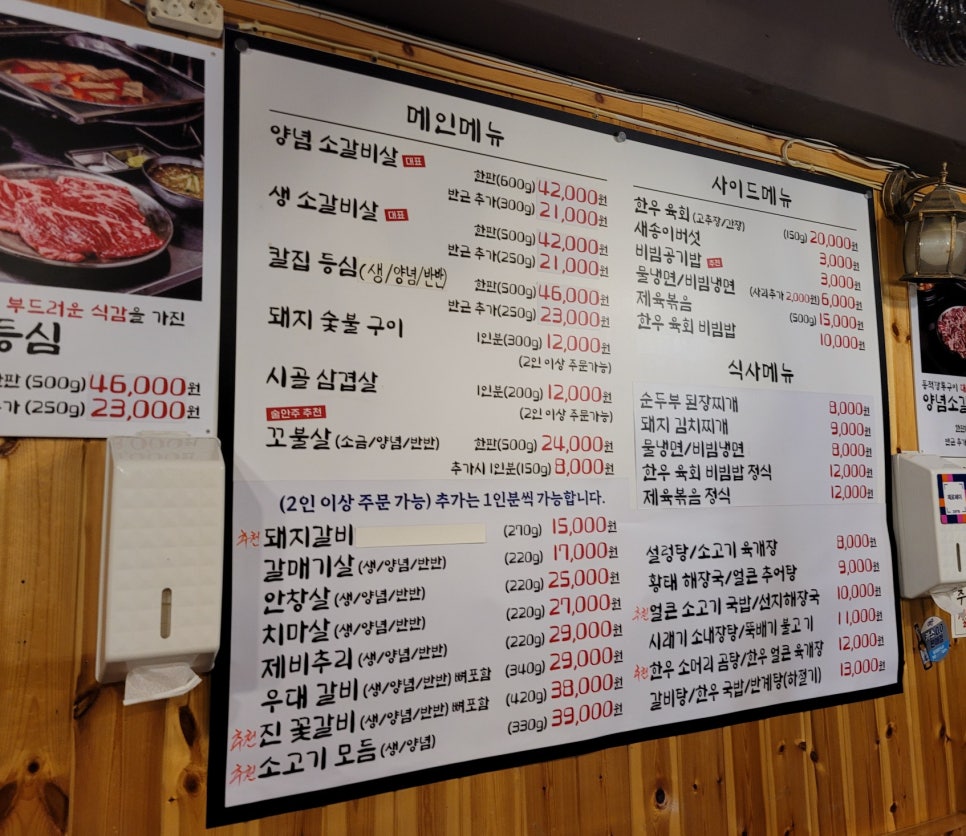 부드러운 식감을 가진
등심
한판 (500g) 46,000원
추가 (250g) 23,000원
메인메뉴
양념 소갈비살 대표
한판(600g) 42,000원
반근 추가(300g) 21,000원
생 소갈비살 대표
한판(500g) 42,000원
반근 추가(250g) 21,000원
칼집 등심(생/양념/반반)
한판(500g) 46,000원
반근 추가(250g) 23,000원
돼지 숯불 구이
1인분(300g) 12,000원
(2인 이상 주문가능)
시골 삼겹살
1인분(200g) 12,000원
(2인 이상 주문가능)
술안주 추천
꼬불살 (소금/양념/반반) 한판(500g) 24,000원
추가시 1인분(150g) 8,000원
(2인 이상 주문 가능) 추가는 1인분씩 가능합니다.
추천 돼지갈비 (270g) 15,000원
갈매기살 (생/양념/반반) (220g) 17,000원
안창살 (생/양념/반반) (220g) 25,000원
치마살 (생/양념/반반) (220g) 27,000원
제비추리 (생/양념/반반) (220g) 29,000원
우대 갈비 (생/양념/반반) 뼈포함 (340g) 29,000원
추천 진 꽃갈비 (생/양념/반반) 뼈포함 (420g) 38,000원
추천 소고기 모듬 (생/양념) (330g) 39,000원
사이드메뉴
한우 육회 (고추장/간장) (150g) 20,000원
새송이버섯 3,000원
비빔공기밥 추천 3,000원
물냉면/비빔냉면 (사리추가 2,000원) 6,000원
제육볶음 (500g) 15,000원
한우 육회 비빔밥 10,000원
식사메뉴
순두부 된장찌개 8,000원
돼지 김치찌개 9,000원
물냉면/비빔냉면 8,000원
한우 육회 비빔밥 정식 12,000원
제육볶음 정식 12,000원
설렁탕/소고기 육개장 8,000원
황태 해장국/얼큰 추어탕 9,000원
추천 얼큰 소고기 국밥/선지해장국 10,000원
시래기 소내장탕/뚝배기 불고기 11,000원
추천 한우 소머리 곰탕/한우 얼큰 육개장 12,000원
갈비탕/한우 국밥/반계탕(하절기) 13,000원
양념소갈